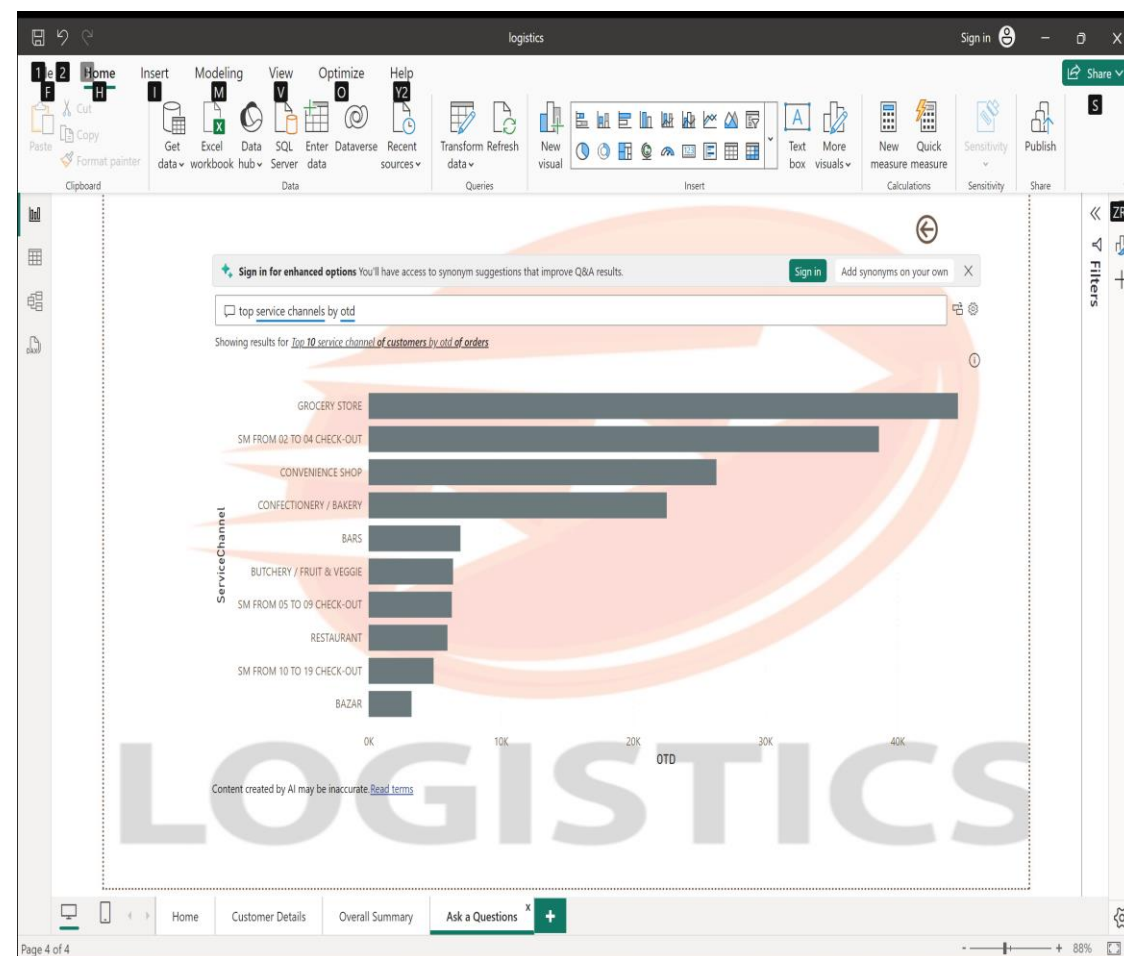 logistics
Sign in
1 File 2 Home Insert Modeling View Optimize Help
Share
F H I M V O Y2 S
Paste
Cut
Copy
Format painter
Get data
Excel workbook
Data hub
SQL Server
Enter data
Dataverse
Recent sources
Transform data
Refresh
New visual
Text box
More visuals
New measure
Quick measure
Sensitivity
Publish
Clipboard Data Queries Insert Calculations Sensitivity Share
Filters
Sign in for enhanced options You'll have access to synonym suggestions that improve Q&A results. Sign in Add synonyms on your own
top service channels by otd
Showing results for Top 10 service channel of customers by otd of orders
ServiceChannel
GROCERY STORE
SM FROM 02 TO 04 CHECK-OUT
CONVENIENCE SHOP
CONFECTIONERY / BAKERY
BARS
BUTCHERY / FRUIT & VEGGIE
SM FROM 05 TO 09 CHECK-OUT
RESTAURANT
SM FROM 10 TO 19 CHECK-OUT
BAZAR
0K 10K 20K 30K 40K
OTD
LOGISTICS
Content created by AI may be inaccurate. Read terms
Home Customer Details Overall Summary Ask a Questions
Page 4 of 4
88%